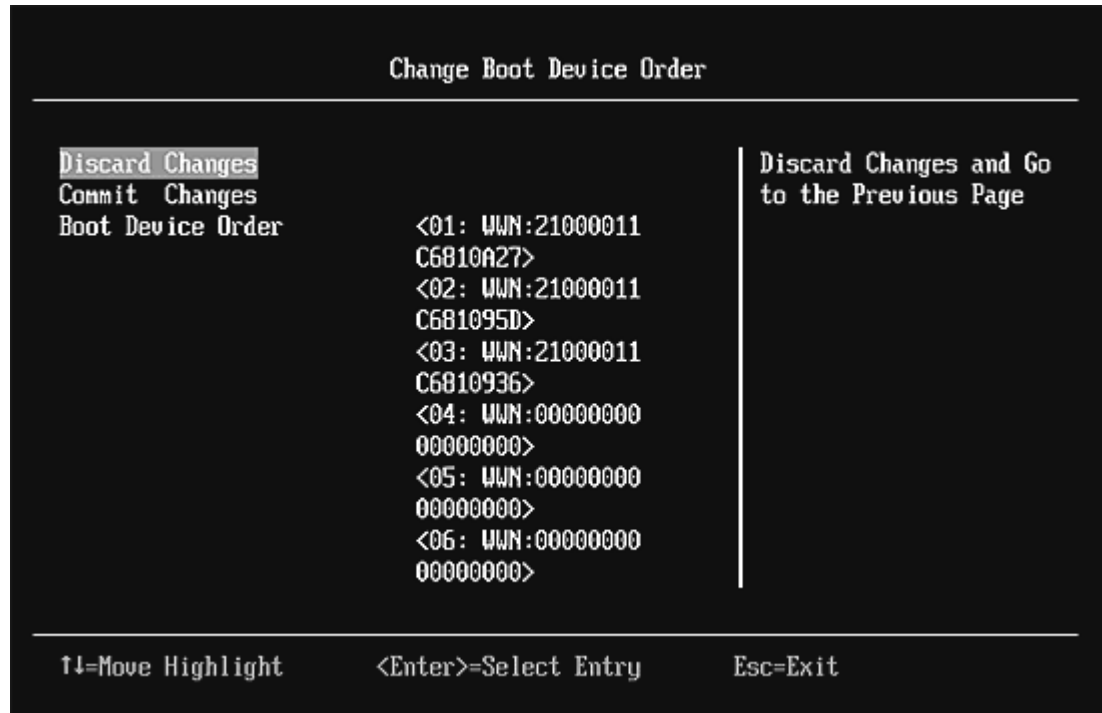 Change Boot Device Order
Discard Changes
Commit  Changes
Boot Device Order
<01: WWN:21000011
C6810A27>
<02: WWN:21000011
C681095D>
<03: WWN:21000011
C6810936>
<04: WWN:00000000
00000000>
<05: WWN:00000000
00000000>
<06: WWN:00000000
00000000>
Discard Changes and Go
to the Previous Page
↑↓=Move Highlight
<Enter>=Select Entry
Esc=Exit